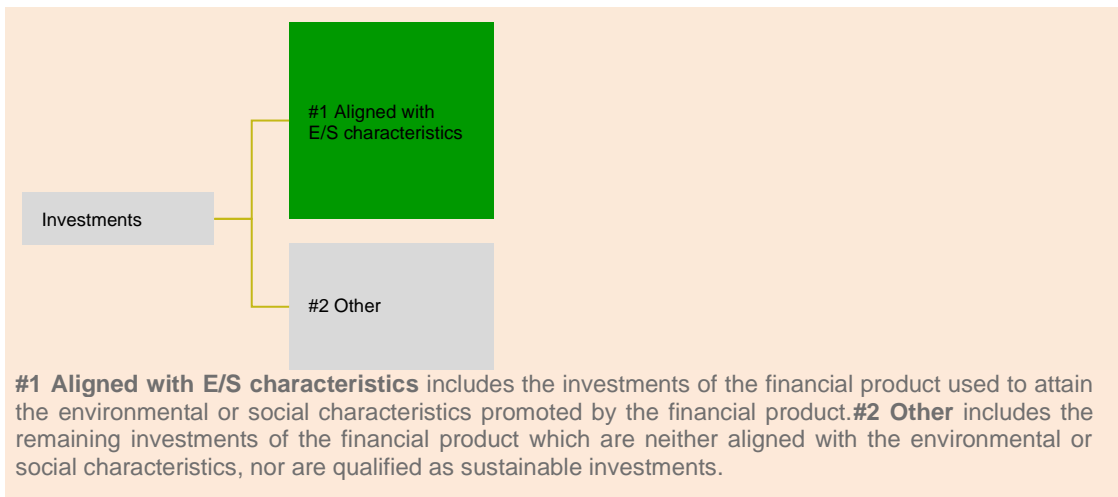 #1 Aligned with
E/S characteristics
Investments
#2 Other
#1 Aligned with E/S characteristics includes the investments of the financial product used to attain
the environmental or social characteristics promoted by the financial product.#2 Other includes the
remaining investments of the financial product which are neither aligned with the environmental or
social characteristics, nor are qualified as sustainable investments.